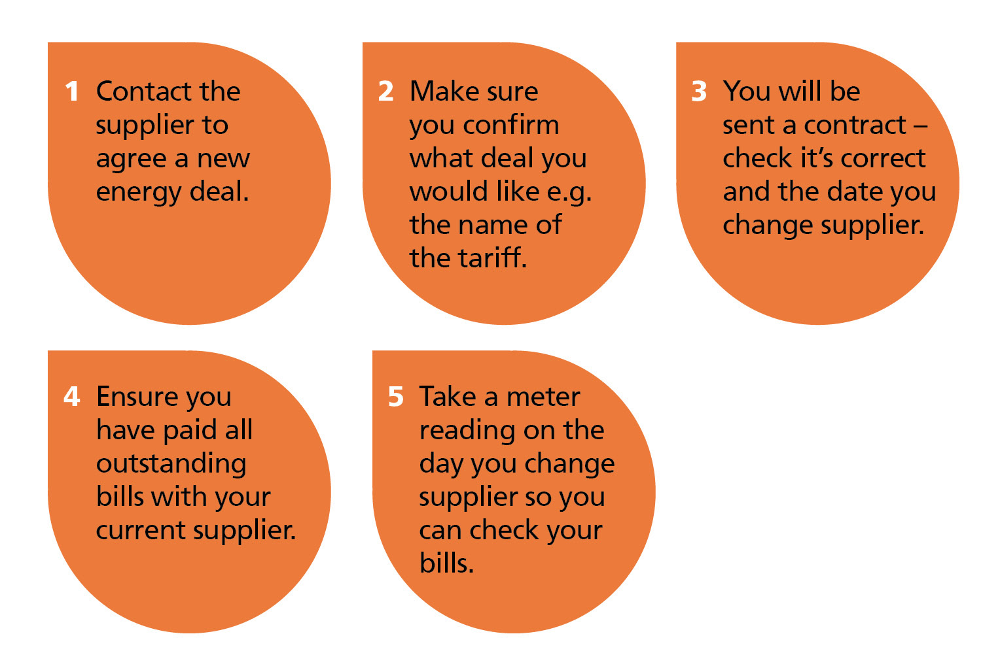 1 Contact the
supplier to
agree a new
energy deal.
2 Make sure
you confirm
what deal you
would like e.g.
the name of
the tariff.
3 You will be
sent a contract –
check it’s correct
and the date you
change supplier.
4 Ensure you
have paid all
outstanding
bills with your
current supplier.
5 Take a meter
reading on the
day you change
supplier so you
can check your
bills.